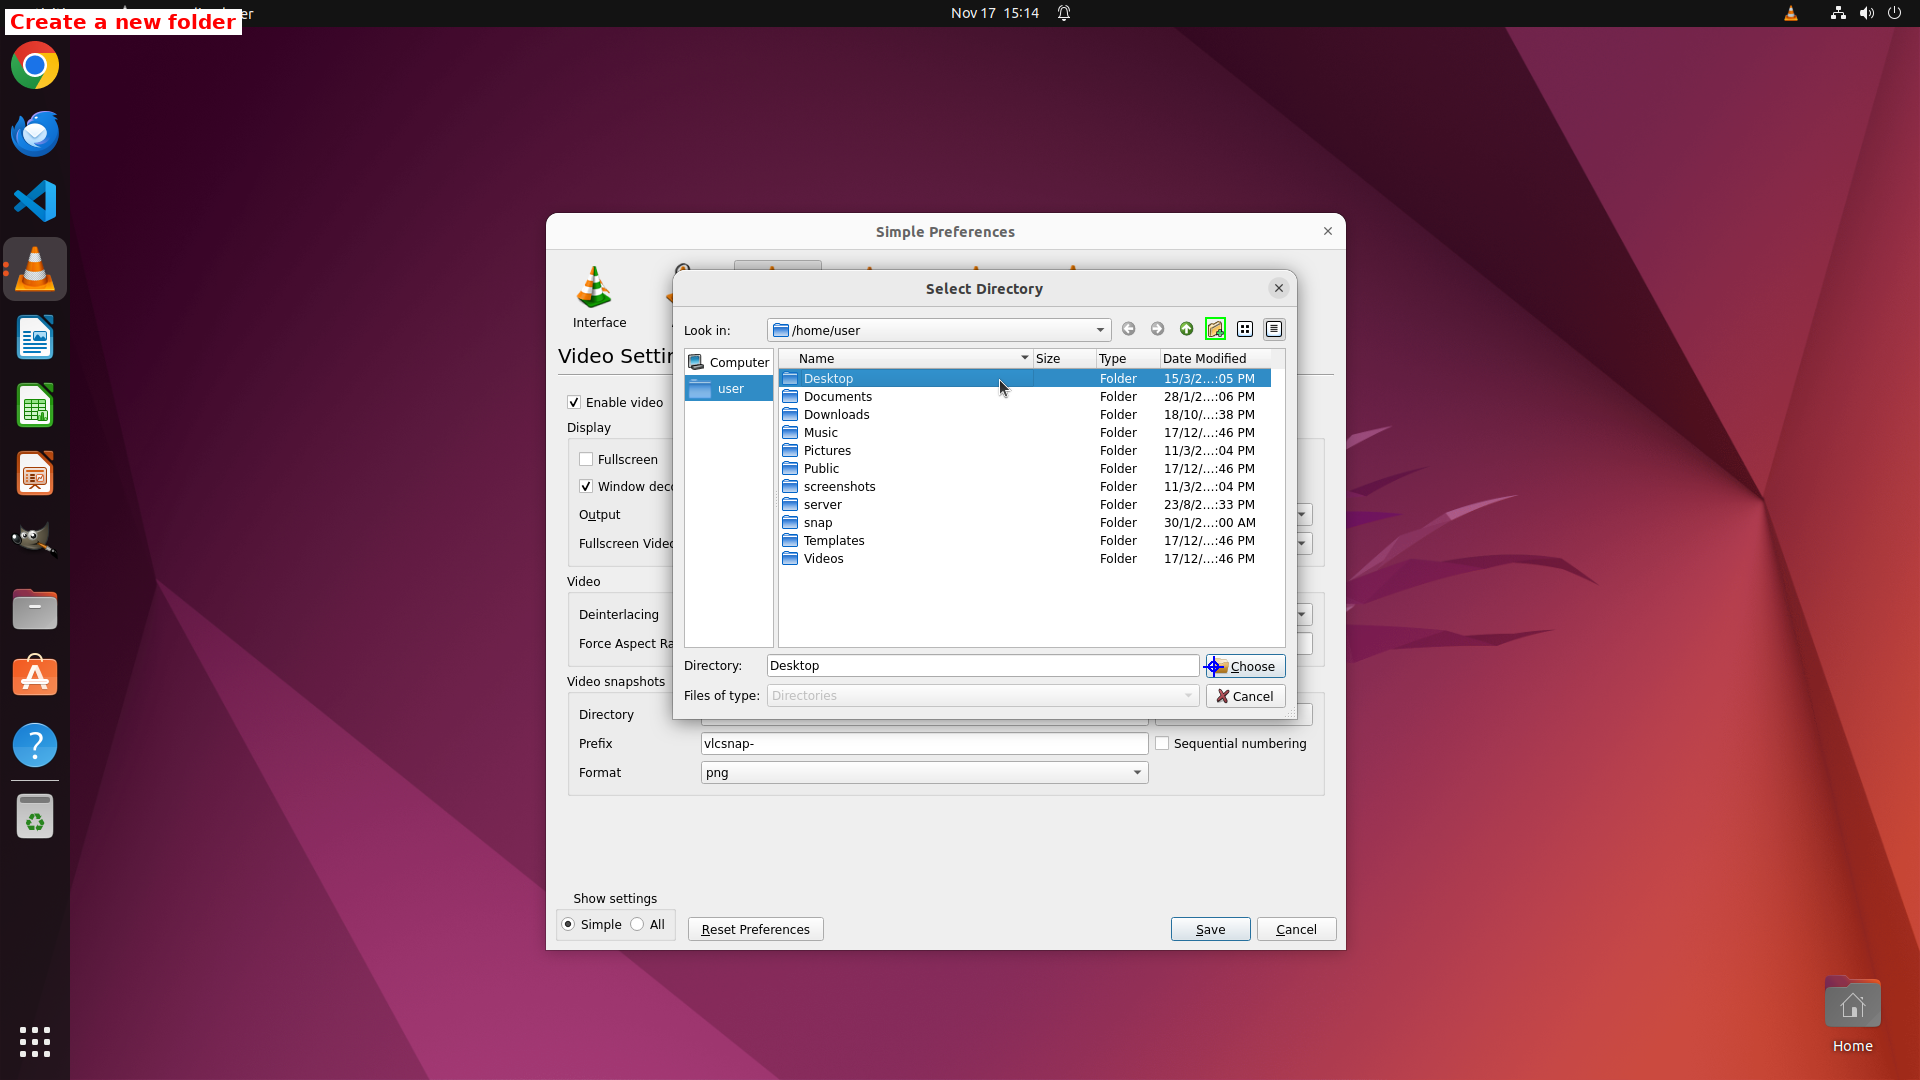 Create a new folder
er
Nov 17 15:14
Simple Preferences
Interface
Video Settin
Enable video
Display
Fullscreen
Window deco
Output
Fullscreen Video
Video
Deinterlacing
Force Aspect Ra
Video snapshots
Directory
Prefix
vlcsnap-
Sequential numbering
Format
png
Show settings
Simple
All
Reset Preferences
Save
Cancel
Select Directory
Look in:
/home/user
Computer
user
Name Size Type Date Modified
Desktop Folder 15/3/2...:05 PM
Documents Folder 28/1/2...:06 PM
Downloads Folder 18/10/...:38 PM
Music Folder 17/12/...:46 PM
Pictures Folder 11/3/2...:04 PM
Public Folder 17/12/...:46 PM
screenshots Folder 11/3/2...:04 PM
server Folder 23/8/2...:33 PM
snap Folder 30/1/2...:00 AM
Templates Folder 17/12/...:46 PM
Videos Folder 17/12/...:46 PM
Directory: Desktop
Choose
Files of type: Directories
Cancel
Home